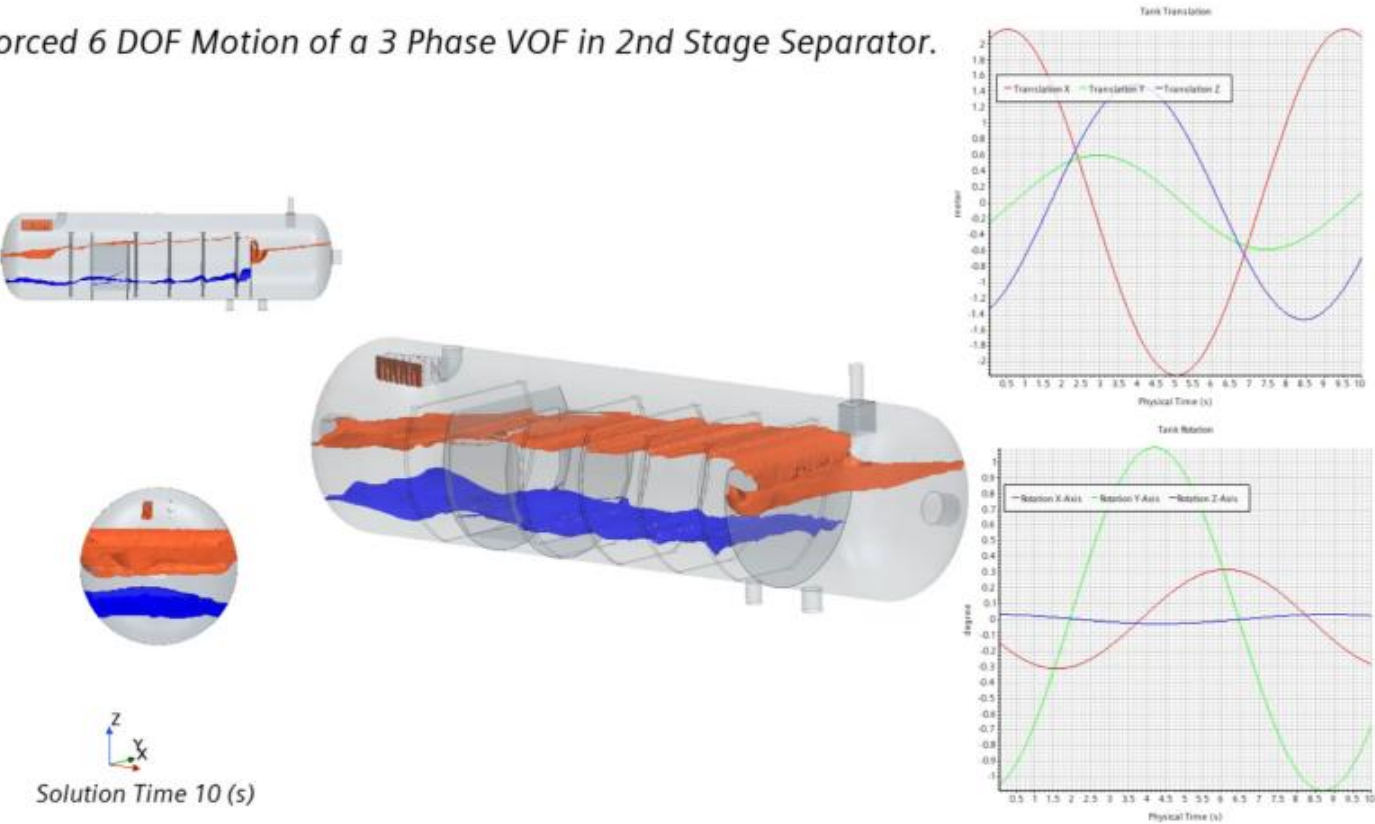 orced 6 DOF Motion of a 3 Phase VOF in 2nd Stage Separator.
Z
Y
X
Solution Time 10 (s)
Tank Translation
Translation X Translation Y Translation Z
2
1.8
1.6
1.4
1.2
1
0.8
0.6
0.4
0.2
0
-0.2
-0.4
-0.6
-0.8
-1
-1.2
-1.4
-1.6
-1.8
-2
meter
0.5 1 1.5 2 2.5 3 3.5 4 4.5 5 5.5 6 6.5 7 7.5 8 8.5 9 9.5 10
Physical Time (s)
Tank Rotation
Rotation X-Axis Rotation Y-Axis Rotation Z-Axis
1
0.9
0.8
0.7
0.6
0.5
0.4
0.3
0.2
0.1
0
-0.1
-0.2
-0.3
-0.4
-0.5
-0.6
-0.7
-0.8
-0.9
-1
degree
0.5 1 1.5 2 2.5 3 3.5 4 4.5 5 5.5 6 6.5 7 7.5 8 8.5 9 9.5 10
Physical Time (s)